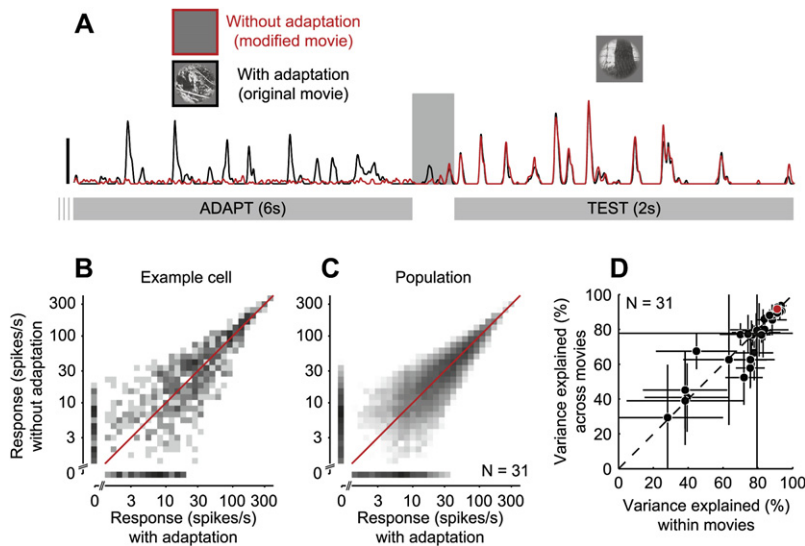 A
Without adaptation
(modified movie)
With adaptation
(original movie)
ADAPT (6s)
TEST (2s)
B
Example cell
Response (spikes/s)
without adaptation
300
100
30
10
3
0
0 3 10 30 100 300
Response (spikes/s)
with adaptation
C
Population
300
100
30
10
3
0
N = 31
0 3 10 30 100 300
Response (spikes/s)
with adaptation
D
N = 31
Variance explained (%)
across movies
100
80
60
40
20
0
0 20 40 60 80 100
Variance explained (%)
within movies